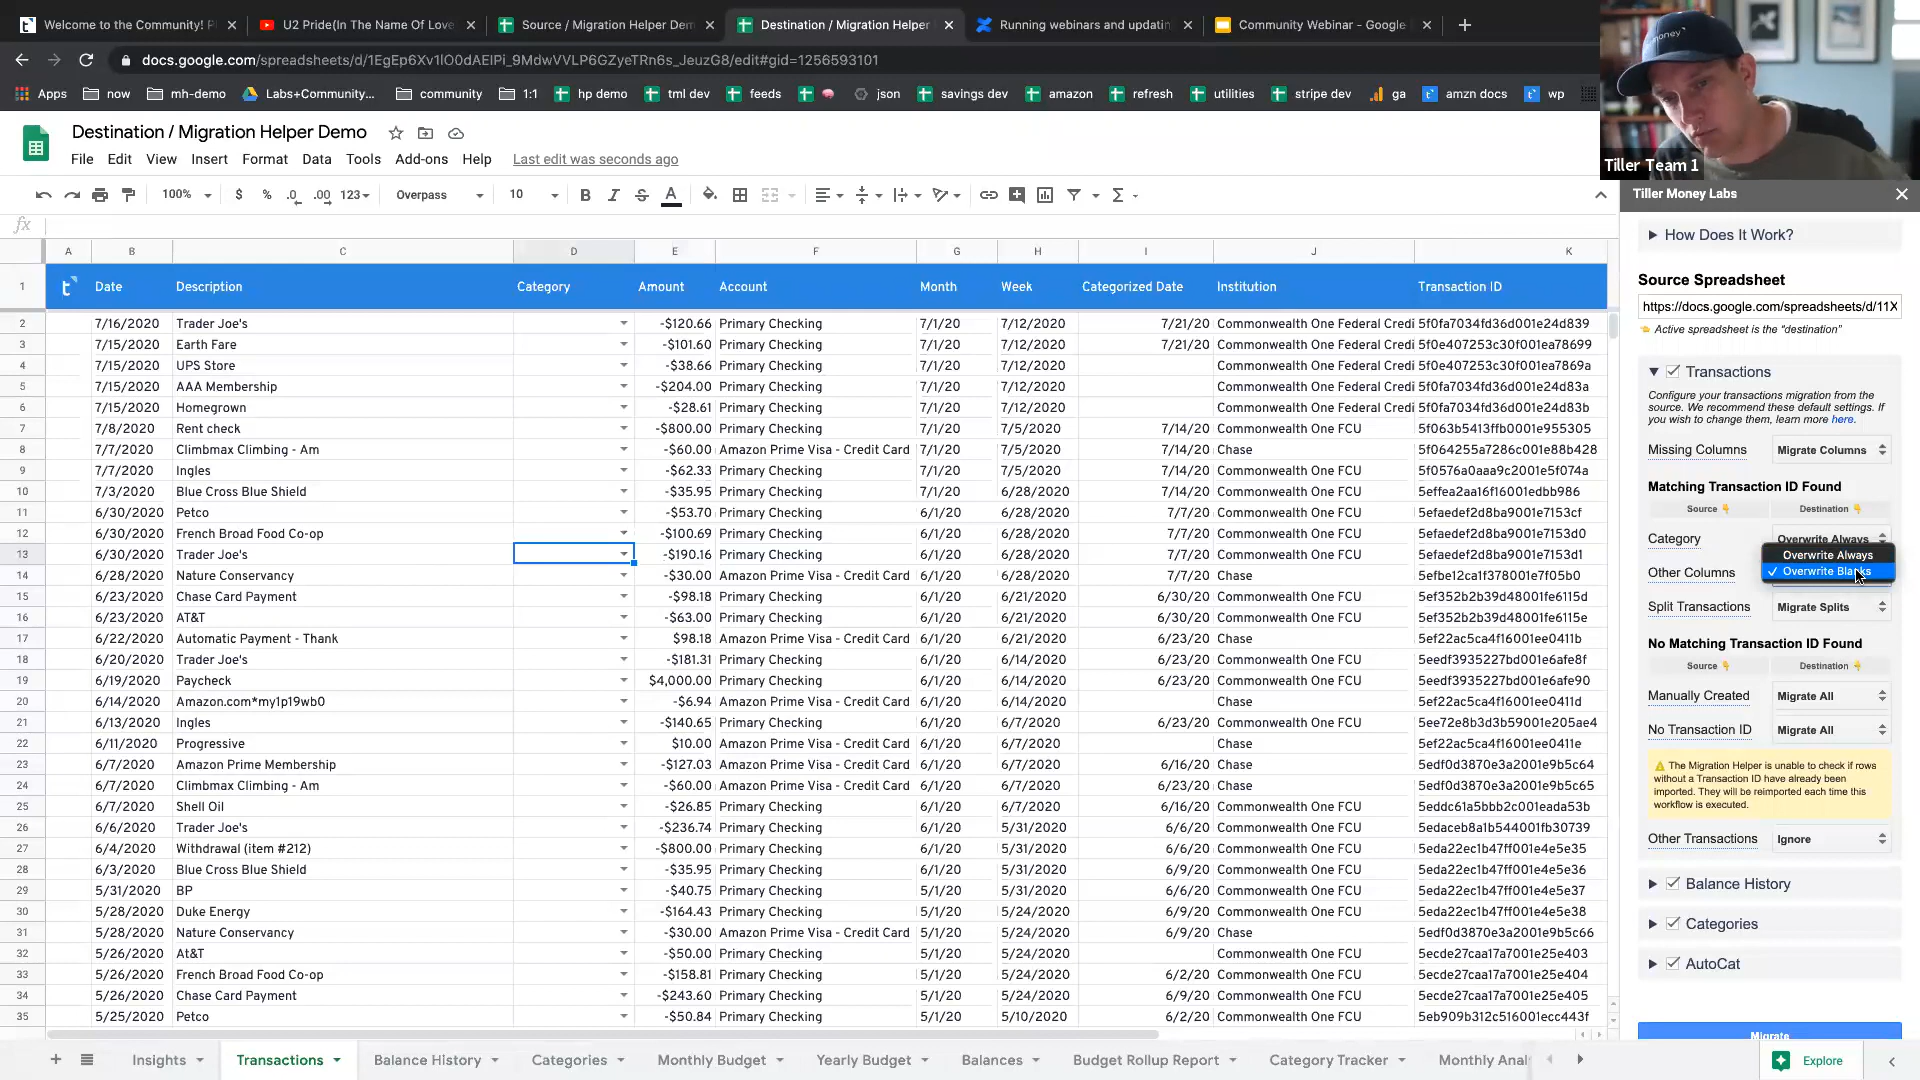 Welcome to the Community! P
U2 Pride(In The Name Of Love
Source / Migration Helper Dem
Destination / Migration Helper
Running webinars and updatin
Community Webinar - Google
docs.google.com/spreadsheets/d/1EgEp6Xv1lO0dAEIPi_9MdwVVLP6GZyeTRn6s_JeuzG8/edit#gid=1256593101
Apps now mh-demo Labs+Community... community 1:1 hp demo tml dev feeds json savings dev amazon refresh utilities stripe dev ga amzn docs wp
money
Tiller Team 1
Destination / Migration Helper Demo
File Edit View Insert Format Data Tools Add-ons Help Last edit was seconds ago
100% $ % .0 .00 123 Overpass 10 B I S A
fx
A B C D E F G H I J K
1 t Date Description Category Amount Account Month Week Categorized Date Institution Transaction ID
2 7/16/2020 Trader Joe's -$120.66 Primary Checking 7/1/20 7/12/2020 7/21/20 Commonwealth One Federal Credi 5f0fa7034fd36d001e24d839
3 7/15/2020 Earth Fare -$101.60 Primary Checking 7/1/20 7/12/2020 7/21/20 Commonwealth One Federal Credi 5f0e407253c30f001ea78699
4 7/15/2020 UPS Store -$38.66 Primary Checking 7/1/20 7/12/2020 Commonwealth One Federal Credi 5f0e407253c30f001ea7869a
5 7/15/2020 AAA Membership -$204.00 Primary Checking 7/1/20 7/12/2020 Commonwealth One Federal Credi 5f0fa7034fd36d001e24d83a
6 7/15/2020 Homegrown -$28.61 Primary Checking 7/1/20 7/12/2020 Commonwealth One Federal Credi 5f0fa7034fd36d001e24d83b
7 7/8/2020 Rent check -$800.00 Primary Checking 7/1/20 7/5/2020 7/14/20 Commonwealth One FCU 5f063b5413ffb0001e955305
8 7/7/2020 Climbmax Climbing - Am -$60.00 Amazon Prime Visa - Credit Card 7/1/20 7/5/2020 7/14/20 Chase 5f064255a7286c001e88b428
9 7/7/2020 Ingles -$62.33 Primary Checking 7/1/20 7/5/2020 7/14/20 Commonwealth One FCU 5f0576a0aaa9c2001e5f074a
10 7/3/2020 Blue Cross Blue Shield -$35.95 Primary Checking 7/1/20 6/28/2020 7/14/20 Commonwealth One FCU 5effea2aa16f16001edbb986
11 6/30/2020 Petco -$53.70 Primary Checking 6/1/20 6/28/2020 7/7/20 Commonwealth One FCU 5efaedef2d8ba9001e7153cf
12 6/30/2020 French Broad Food Co-op -$100.69 Primary Checking 6/1/20 6/28/2020 7/7/20 Commonwealth One FCU 5efaedef2d8ba9001e7153d0
13 6/30/2020 Trader Joe's -$190.16 Primary Checking 6/1/20 6/28/2020 7/7/20 Commonwealth One FCU 5efaedef2d8ba9001e7153d1
14 6/28/2020 Nature Conservancy -$30.00 Amazon Prime Visa - Credit Card 6/1/20 6/28/2020 7/7/20 Chase 5efbe12ca1f378001e7f05b0
15 6/23/2020 Chase Card Payment -$98.18 Primary Checking 6/1/20 6/21/2020 6/30/20 Commonwealth One FCU 5ef352b2b39d48001fe6115d
16 6/23/2020 AT&T -$63.00 Primary Checking 6/1/20 6/21/2020 6/30/20 Commonwealth One FCU 5ef352b2b39d48001fe6115e
17 6/22/2020 Automatic Payment - Thank $98.18 Amazon Prime Visa - Credit Card 6/1/20 6/21/2020 6/23/20 Chase 5ef22ac5ca4f16001ee0411b
18 6/20/2020 Trader Joe's -$181.31 Primary Checking 6/1/20 6/14/2020 6/23/20 Commonwealth One FCU 5eedf3935227bd001e6afe8f
19 6/19/2020 Paycheck $4,000.00 Primary Checking 6/1/20 6/14/2020 6/23/20 Commonwealth One FCU 5eedf3935227bd001e6afe90
20 6/14/2020 Amazon.com*my1p19wb0 -$6.94 Amazon Prime Visa - Credit Card 6/1/20 6/14/2020 Chase 5ef22ac5ca4f16001ee0411d
21 6/13/2020 Ingles -$140.65 Primary Checking 6/1/20 6/7/2020 6/23/20 Commonwealth One FCU 5ee72e8b3d3b59001e205ae4
22 6/11/2020 Progressive $10.00 Amazon Prime Visa - Credit Card 6/1/20 6/7/2020 Chase 5ef22ac5ca4f16001ee0411e
23 6/7/2020 Amazon Prime Membership -$127.03 Amazon Prime Visa - Credit Card 6/1/20 6/7/2020 6/16/20 Chase 5edf0d3870e3a2001e9b5c64
24 6/7/2020 Climbmax Climbing - Am -$60.00 Amazon Prime Visa - Credit Card 6/1/20 6/7/2020 6/23/20 Chase 5edf0d3870e3a2001e9b5c65
25 6/7/2020 Shell Oil -$26.85 Primary Checking 6/1/20 6/7/2020 6/16/20 Commonwealth One FCU 5eddc61a5bbb2c001eada53b
26 6/6/2020 Trader Joe's -$236.74 Primary Checking 6/1/20 5/31/2020 6/6/20 Commonwealth One FCU 5edaceb8a1b544001fb30739
27 6/4/2020 Withdrawal (item #212) -$800.00 Primary Checking 6/1/20 5/31/2020 6/6/20 Commonwealth One FCU 5eda22ec1b47ff001e4e5e35
28 6/3/2020 Blue Cross Blue Shield -$35.95 Primary Checking 6/1/20 5/31/2020 6/9/20 Commonwealth One FCU 5eda22ec1b47ff001e4e5e36
29 5/31/2020 BP -$40.75 Primary Checking 5/1/20 5/31/2020 6/6/20 Commonwealth One FCU 5eda22ec1b47ff001e4e5e37
30 5/28/2020 Duke Energy -$164.43 Primary Checking 5/1/20 5/24/2020 6/9/20 Commonwealth One FCU 5eda22ec1b47ff001e4e5e38
31 5/28/2020 Nature Conservancy -$30.00 Amazon Prime Visa - Credit Card 5/1/20 5/24/2020 6/9/20 Chase 5edf0d3870e3a2001e9b5c66
32 5/26/2020 At&T -$50.00 Primary Checking 5/1/20 5/24/2020 Commonwealth One FCU 5ecde27caa17a7001e25e403
33 5/26/2020 French Broad Food Co-op -$158.81 Primary Checking 5/1/20 5/24/2020 6/2/20 Commonwealth One FCU 5ecde27caa17a7001e25e404
34 5/26/2020 Chase Card Payment -$243.60 Primary Checking 5/1/20 5/24/2020 6/9/20 Commonwealth One FCU 5ecde27caa17a7001e25e405
35 5/25/2020 Petco -$50.84 Primary Checking 5/1/20 5/10/2020 6/2/20 Commonwealth One FCU 5eb909b312c516001ecc443f
Insights Transactions Balance History Categories Monthly Budget Yearly Budget Balances Budget Rollup Report Category Tracker Monthly Anal
Explore
Tiller Money Labs
How Does It Work?
Source Spreadsheet
https://docs.google.com/spreadsheets/d/11X
Active spreadsheet is the "destination"
Transactions
Configure your transactions migration from the
source. We recommend these default settings. If
you wish to change them, learn more here.
Missing Columns Migrate Columns
Matching Transaction ID Found
Source Destination
Category Overwrite Always
Overwrite Always
Other Columns Overwrite Blanks
Split Transactions Migrate Splits
No Matching Transaction ID Found
Source Destination
Manually Created Migrate All
No Transaction ID Migrate All
The Migration Helper is unable to check if rows
without a Transaction ID have already been
imported. They will be reimported each time this
workflow is executed.
Other Transactions Ignore
Balance History
Categories
AutoCat
Migrate